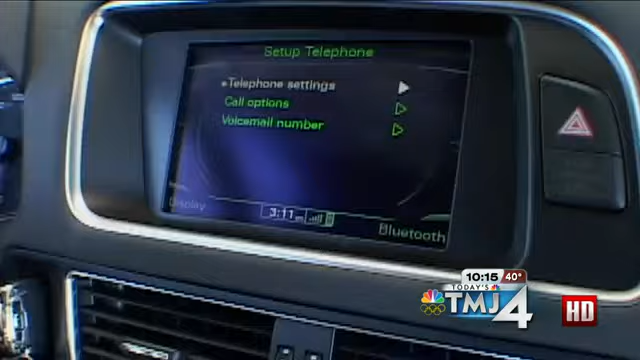 Setup Telephone
Telephone settings
Call options
Voicemail number
Display
3:11
Bluetooth
10:15 40°
TODAY'S
TMJ4
HD